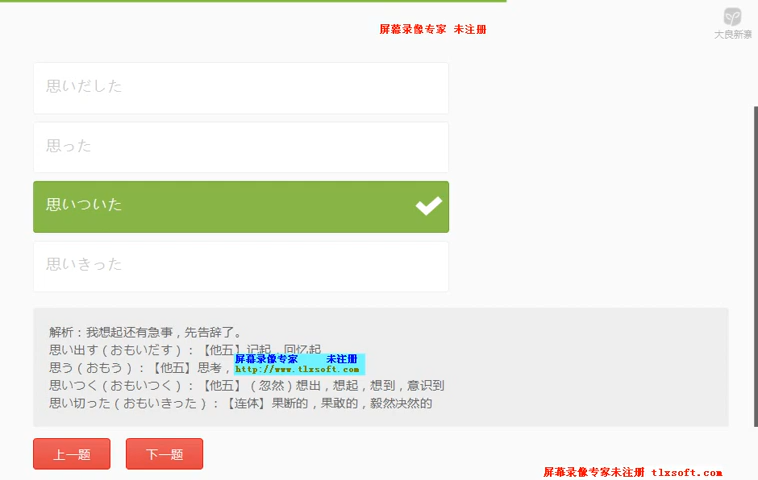 屏幕录像专家 未注册
大良新寨
思いだした
思った
思いついた
思いきった
解析：我想起还有急事，先告辞了。
思い出す（おもいだす）：【他五】记起，回忆起
屏幕录像专家 未注册
思う（おもう）：【他五】思考，
http://www.tlxsoft.com
思いつく（おもいつく）：【他五】（忽然）想出，想起，想到，意识到
思い切った（おもいきった）：【连体】果断的，果敢的，毅然决然的
上一题 下一题
屏幕录像专家未注册 tlxsoft.com